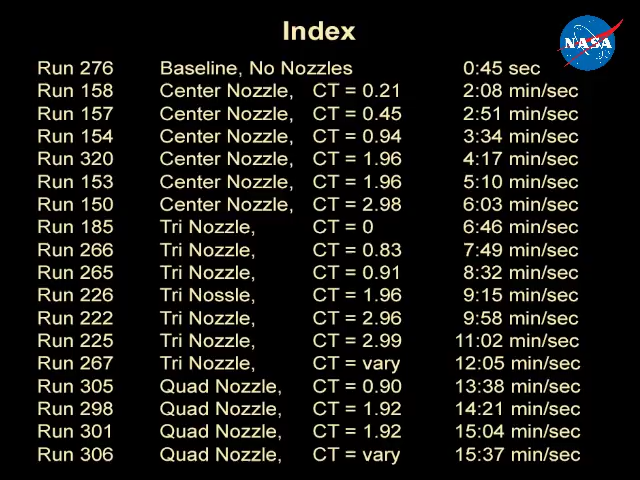 Index
NASA
Run 276 Baseline, No Nozzles 0:45 sec
Run 158 Center Nozzle, CT = 0.21 2:08 min/sec
Run 157 Center Nozzle, CT = 0.45 2:51 min/sec
Run 154 Center Nozzle, CT = 0.94 3:34 min/sec
Run 320 Center Nozzle, CT = 1.96 4:17 min/sec
Run 153 Center Nozzle, CT = 1.96 5:10 min/sec
Run 150 Center Nozzle, CT = 2.98 6:03 min/sec
Run 185 Tri Nozzle, CT = 0 6:46 min/sec
Run 266 Tri Nozzle, CT = 0.83 7:49 min/sec
Run 265 Tri Nozzle, CT = 0.91 8:32 min/sec
Run 226 Tri Nossle, CT = 1.96 9:15 min/sec
Run 222 Tri Nozzle, CT = 2.96 9:58 min/sec
Run 225 Tri Nozzle, CT = 2.99 11:02 min/sec
Run 267 Tri Nozzle, CT = vary 12:05 min/sec
Run 305 Quad Nozzle, CT = 0.90 13:38 min/sec
Run 298 Quad Nozzle, CT = 1.92 14:21 min/sec
Run 301 Quad Nozzle, CT = 1.92 15:04 min/sec
Run 306 Quad Nozzle, CT = vary 15:37 min/sec